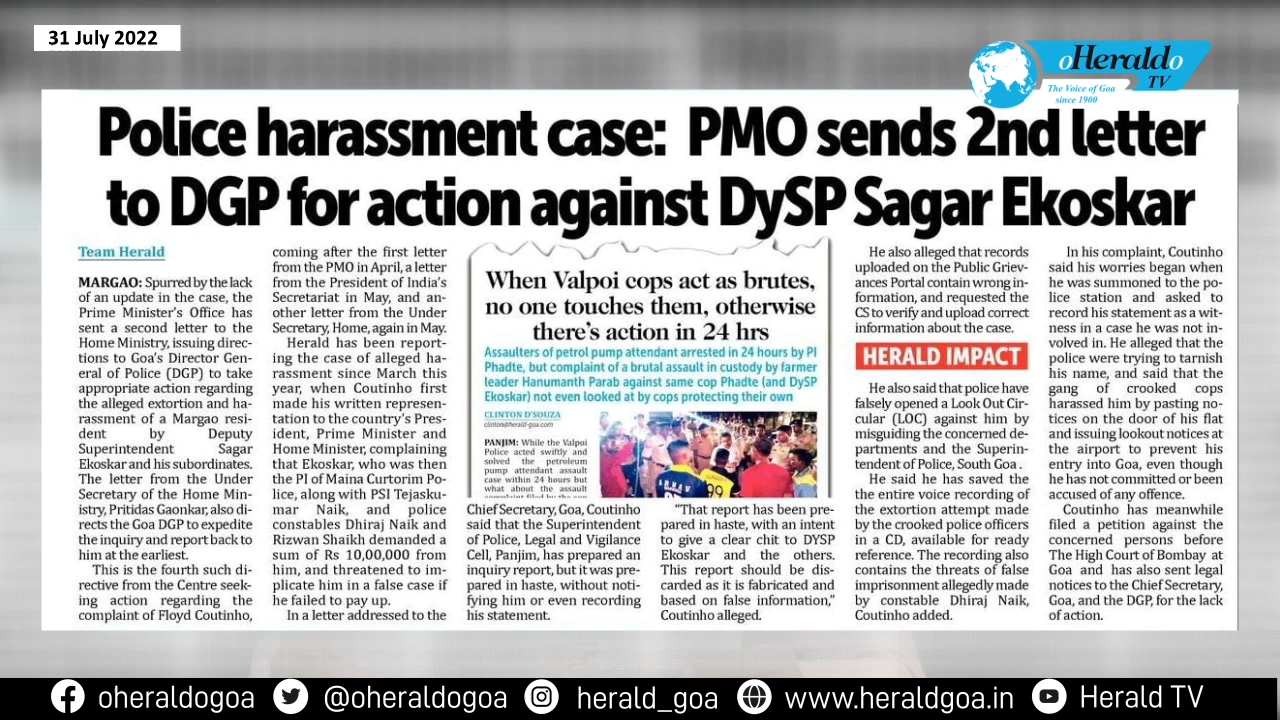 31 July 2022
oHeraldo
TV
The Voice of Goa
since 1900
Police harassment case: PMO sends 2nd letter
to DGP for action against DySP Sagar Ekoskar
Team Herald
MARGAO: Spurred by the lack
of an update in the case, the
Prime Minister's Office has
sent a second letter to the
Home Ministry, issuing direc-
tions to Goa's Director Gen-
eral of Police (DGP) to take
appropriate action regarding
the alleged extortion and ha-
rassment of a Margao resi-
dent by Deputy
Superintendent Sagar
Ekoskar and his subordinates.
The letter from the Under
Secretary of the Home Min-
istry, Pritidas Gaonkar, also di-
rects the Goa DGP to expedite
the inquiry and report back to
him at the earliest.
This is the fourth such di-
rective from the Centre seek-
ing action regarding the
complaint of Floyd Coutinho,
coming after the first letter
from the PMO in April, a letter
from the President of India's
Secretariat in May, and an-
other letter from the Under
Secretary, Home, again in May.
Herald has been report-
ing the case of alleged ha-
rassment since March this
year, when Coutinho first
made his written represen-
tation to the country's Pres-
ident, Prime Minister and
Home Minister, complaining
that Ekoskar, who was then
the PI of Maina Curtorim Po-
lice, along with PSI Tejasku-
mar Naik, and police
constables Dhiraj Naik and
Rizwan Shaikh demanded a
sum of Rs 10,00,000 from
him, and threatened to im-
plicate him in a false case if
he failed to pay up.
In a letter addressed to the
When Valpoi cops act as brutes,
no one touches them, otherwise
there's action in 24 hrs
Assaulters of petrol pump attendant arrested in 24 hours by PI
Phadte, but complaint of a brutal assault in custody by farmer
leader Hanumanth Parab against same cop Phadte (and DySP
Ekoskar) not even looked at by cops protecting their own
CLINTON D'SOUZA
clinton@herald-goa.com
PANJIM: While the Valpoi
Police acted swiftly and
solved the petroleum
pump attendant assault
case within 24 hours but
what about the assault
complaint filed by the
99
Chief Secretary, Goa, Coutinho
said that the Superintendent
of Police, Legal and Vigilance
Cell, Panjim, has prepared an
inquiry report, but it was pre-
pared in haste, without noti-
fying him or even recording
his statement.
"That report has been pre-
pared in haste, with an intent
to give a clear chit to DYSP
Ekoskar and the others.
This report should be dis-
carded as it is fabricated and
based on false information,"
Coutinho alleged.
He also alleged that records
uploaded on the Public Griev-
ances Portal contain wrong in-
formation, and requested the
CS to verify and upload correct
information about the case.
HERALD IMPACT
He also said that police have
falsely opened a Look Out Cir-
cular (LOC) against him by
misguiding the concerned de-
partments and the Superin-
tendent of Police, South Goa .
He said he has saved the
the entire voice recording of
the extortion attempt made
by the crooked police officers
in a CD, available for ready
reference. The recording also
contains the threats of false
imprisonment allegedly made
by constable Dhiraj Naik,
Coutinho added.
In his complaint, Coutinho
said his worries began when
he was summoned to the po-
lice station and asked to
record his statement as a wit-
ness in a case he was not in-
volved in. He alleged that the
police were trying to tarnish
his name, and said that the
gang of crooked cops
harassed him by pasting no-
tices on the door of his flat
and issuing lookout notices at
the airport to prevent his
entry into Goa, even though
he has not committed or been
accused of any offence.
Coutinho has meanwhile
filed a petition against the
concerned persons before
The High Court of Bombay at
Goa and has also sent legal
notices to the Chief Secretary,
Goa, and the DGP, for the lack
of action.
oheraldogoa @oheraldogoa herald_goa www.heraldgoa.in Herald TV